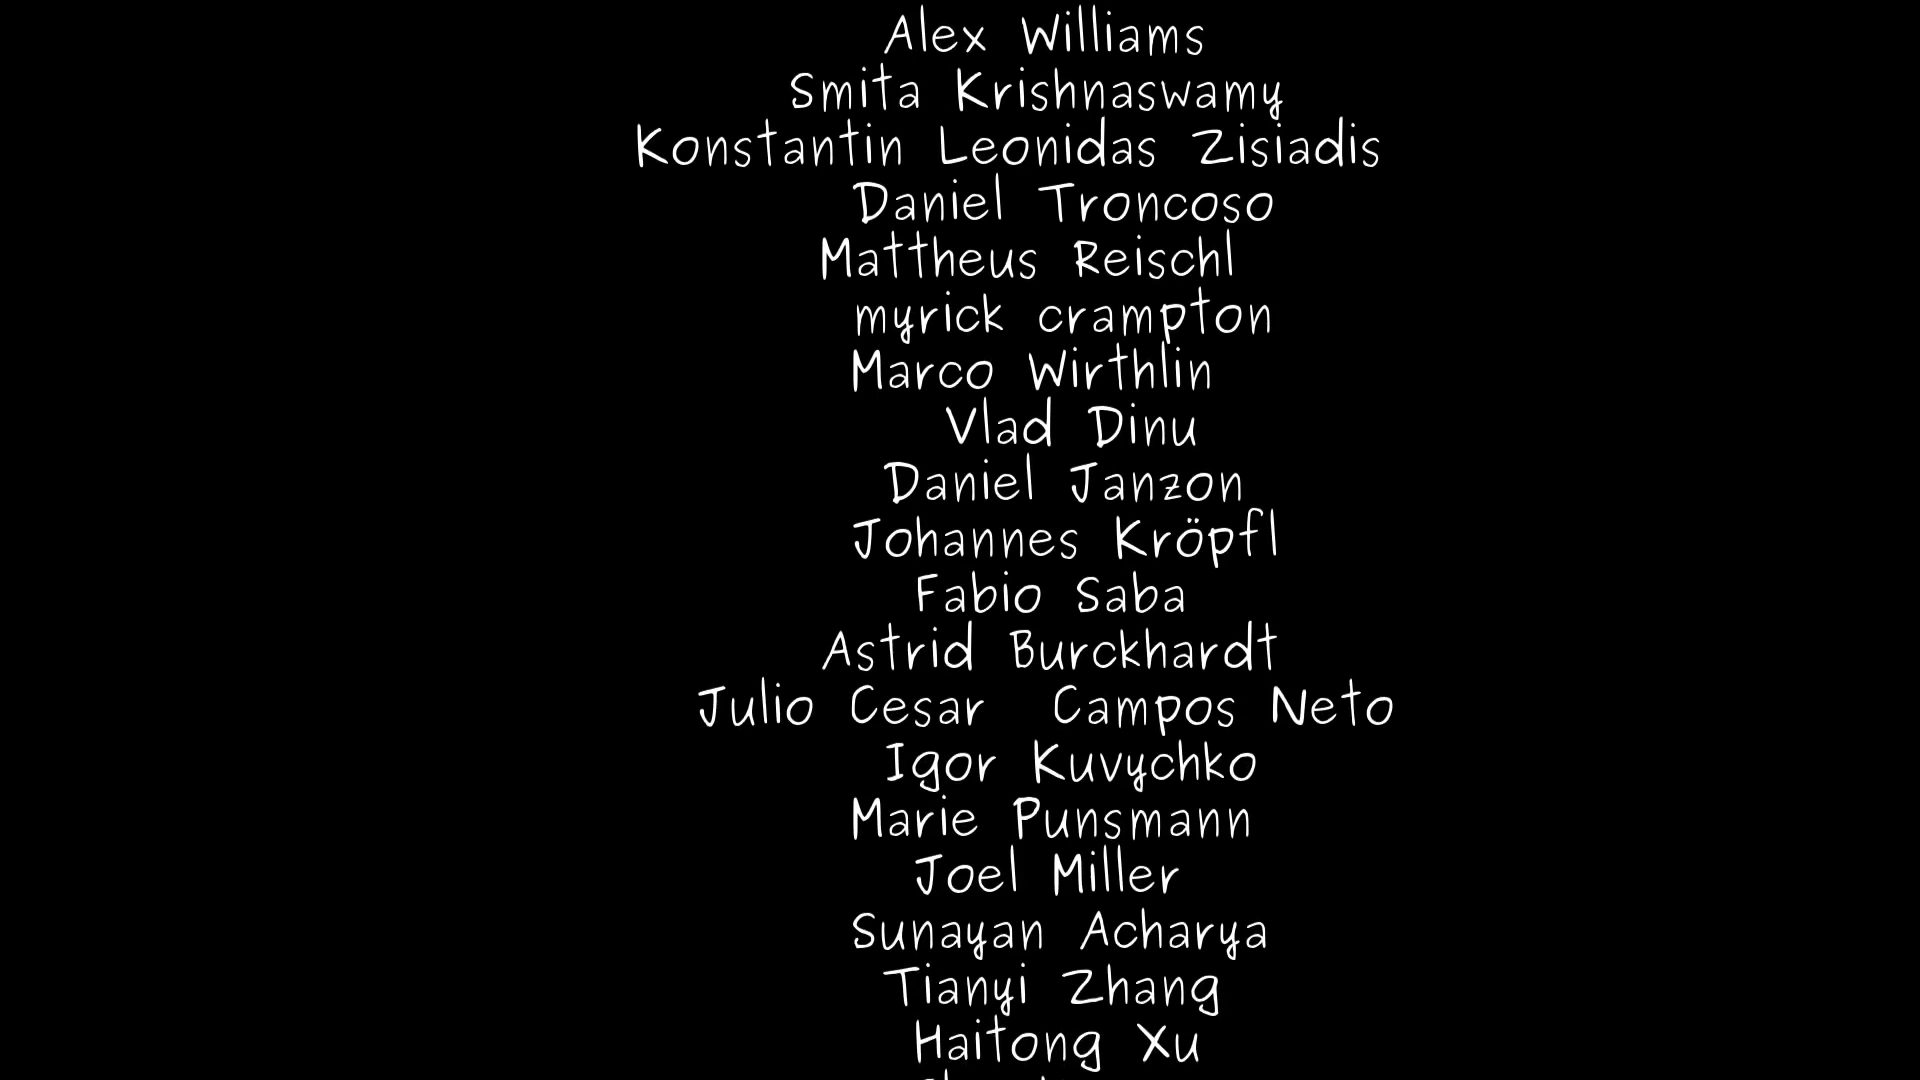 Alex Williams
Smita Krishnaswamy
Konstantin Leonidas Zisiadis
Daniel Troncoso
Mattheus Reischl
myrick crampton
Marco Wirthlin
Vlad Dinu
Daniel Janzon
Johannes Kröpfl
Fabio Saba
Astrid Burckhardt
Julio Cesar  Campos Neto
Igor Kuvychko
Marie Punsmann
Joel Miller
Sunayan Acharya
Tianyi Zhang
Haitong Xu